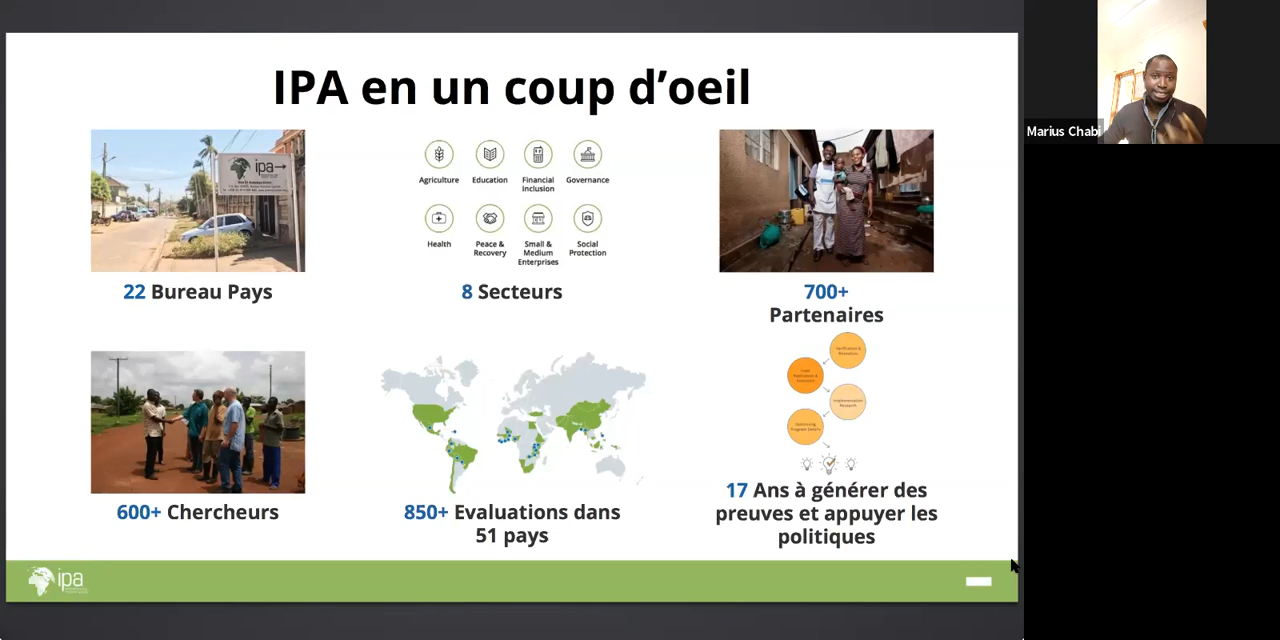 IPA en un coup d’oeil
ipa
Agriculture
Education
Financial
Inclusion
Governance
Health
Peace &
Recovery
Small &
Medium
Enterprises
Social
Protection
22 Bureau Pays
8 Secteurs
700+
Partenaires
600+ Chercheurs
850+ Evaluations dans
51 pays
17 Ans à générer des
preuves et appuyer les
politiques
ipa
Marius Chabi